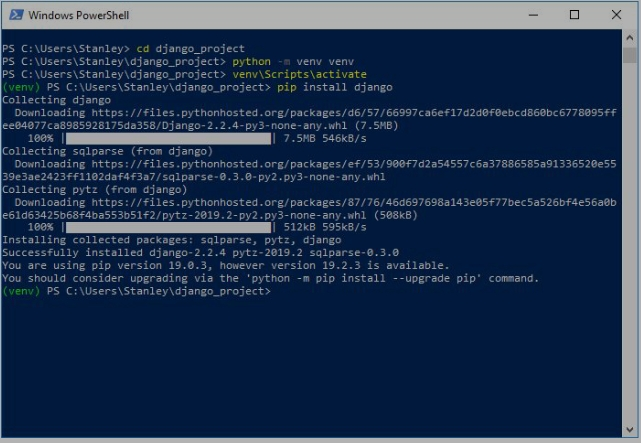 Windows PowerShell
PS C:\Users\Stanley> cd django_project
PS C:\Users\Stanley\django_project> python -m venv venv
PS C:\Users\Stanley\django_project> venv\Scripts\activate
(venv) PS C:\Users\Stanley\django_project> pip install django
Collecting django
Downloading https://files.pythonhosted.org/packages/d6/57/66997ca6ef17d2d0f0ebcd860bc6778095ff
ee04077ca8985928175da358/Django-2.2.4-py3-none-any.whl (7.5MB)
100% |████████████████████████████████| 7.5MB 546kB/s
Collecting sqlparse (from django)
Downloading https://files.pythonhosted.org/packages/ef/53/900f7d2a54557c6a37886585a91336520e55
39e3ae2423ff1102daf4f3a7/sqlparse-0.3.0-py2.py3-none-any.whl
Collecting pytz (from django)
Downloading https://files.pythonhosted.org/packages/87/76/46d697698a143e05f77bec5a526bf4e56a0b
e61d63425b68f4ba553b51f2/pytz-2019.2-py2.py3-none-any.whl (508kB)
100% |████████████████████████████████| 512kB 595kB/s
Installing collected packages: sqlparse, pytz, django
Successfully installed django-2.2.4 pytz-2019.2 sqlparse-0.3.0
You are using pip version 19.0.3, however version 19.2.3 is available.
You should consider upgrading via the 'python -m pip install --upgrade pip' command.
(venv) PS C:\Users\Stanley\django_project>